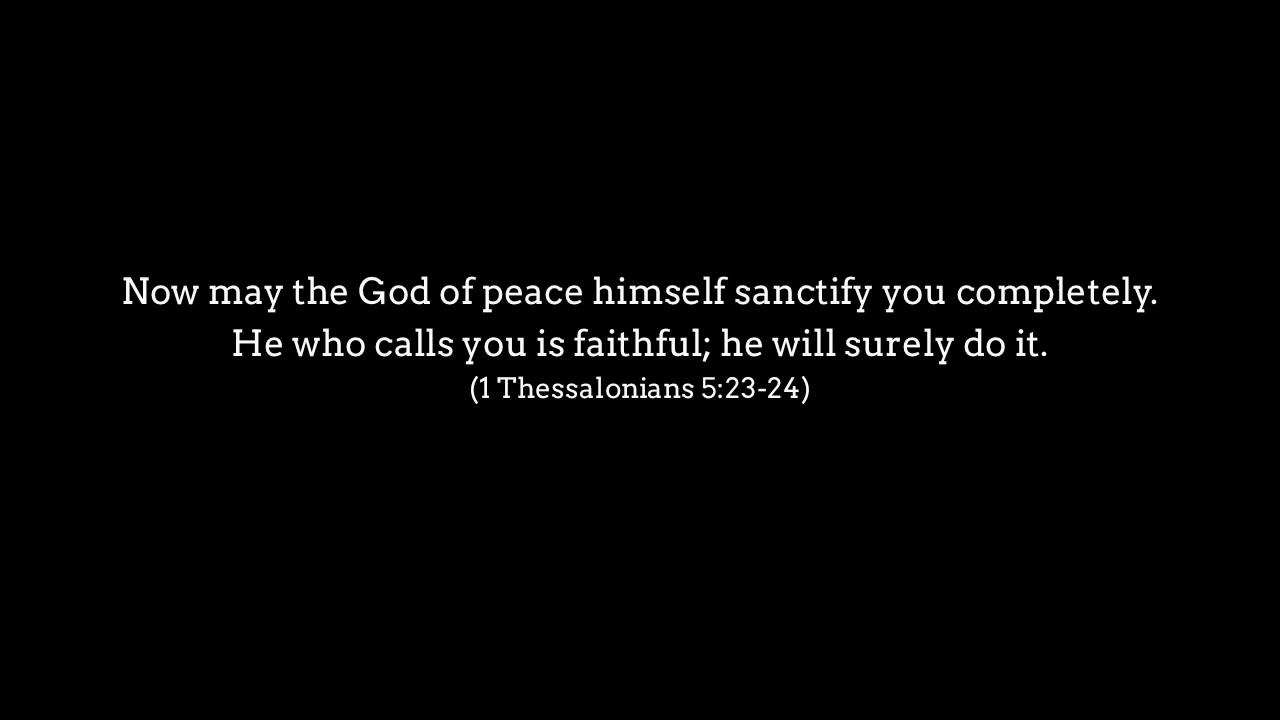 Now may the God of peace himself sanctify you completely.
He who calls you is faithful; he will surely do it.
(1 Thessalonians 5:23-24)